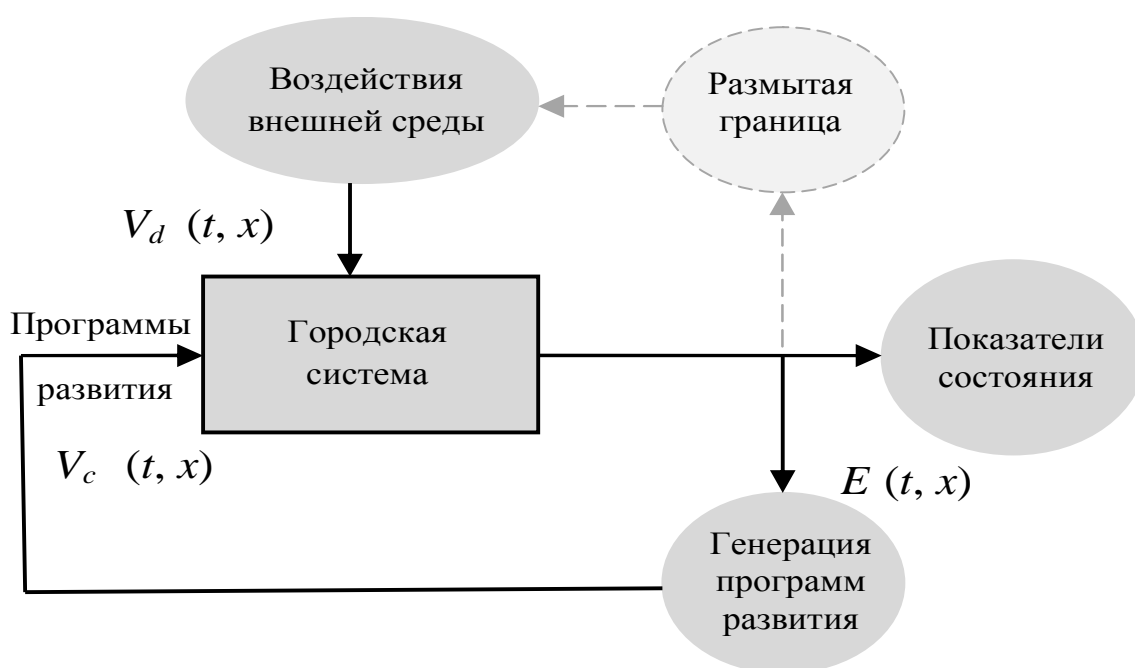 Воздействия
внешней среды
Размытая
граница
V_d (t, x)
Программы
развития
Городская
система
Показатели
состояния
V_c (t, x)
E (t, x)
Генерация
программ
развития